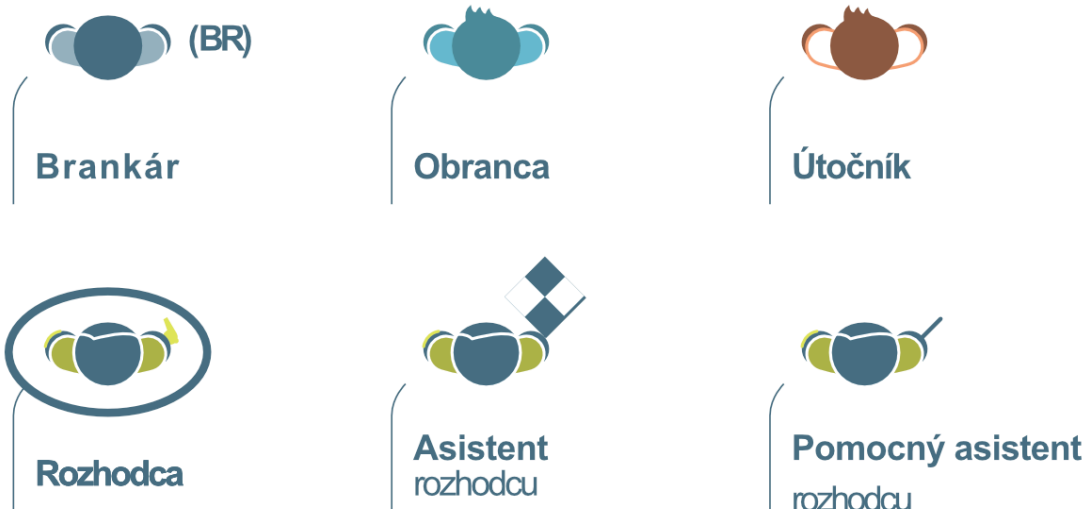 (BR)
Brankár
Obranca
Útočník
Rozhodca
Asistent
rozhodcu
Pomocný asistent
rozhodcu